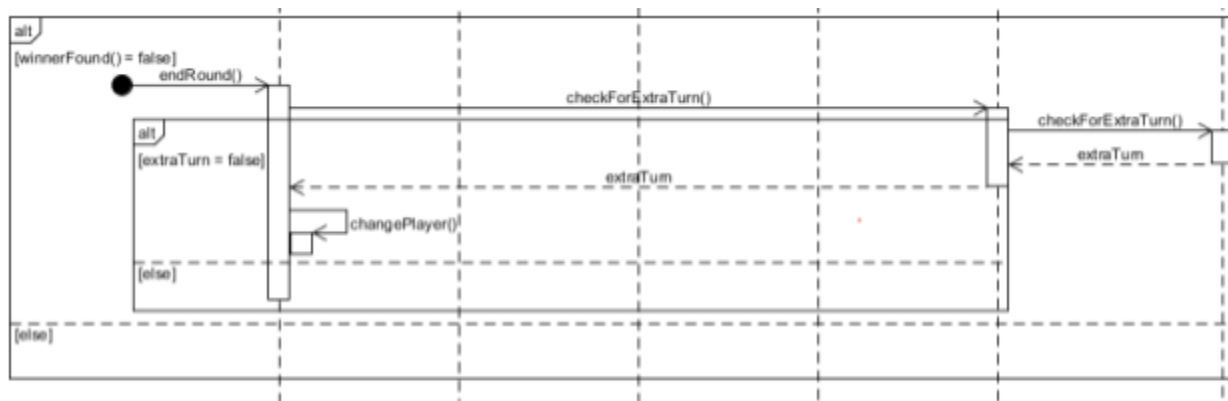 alt
[winnerFound() = false]
endRound()
checkForExtraTurn()
checkForExtraTurn()
alt
[extraTurn = false]
extraTurn
extraTurn
changePlayer()
[else]
[else]